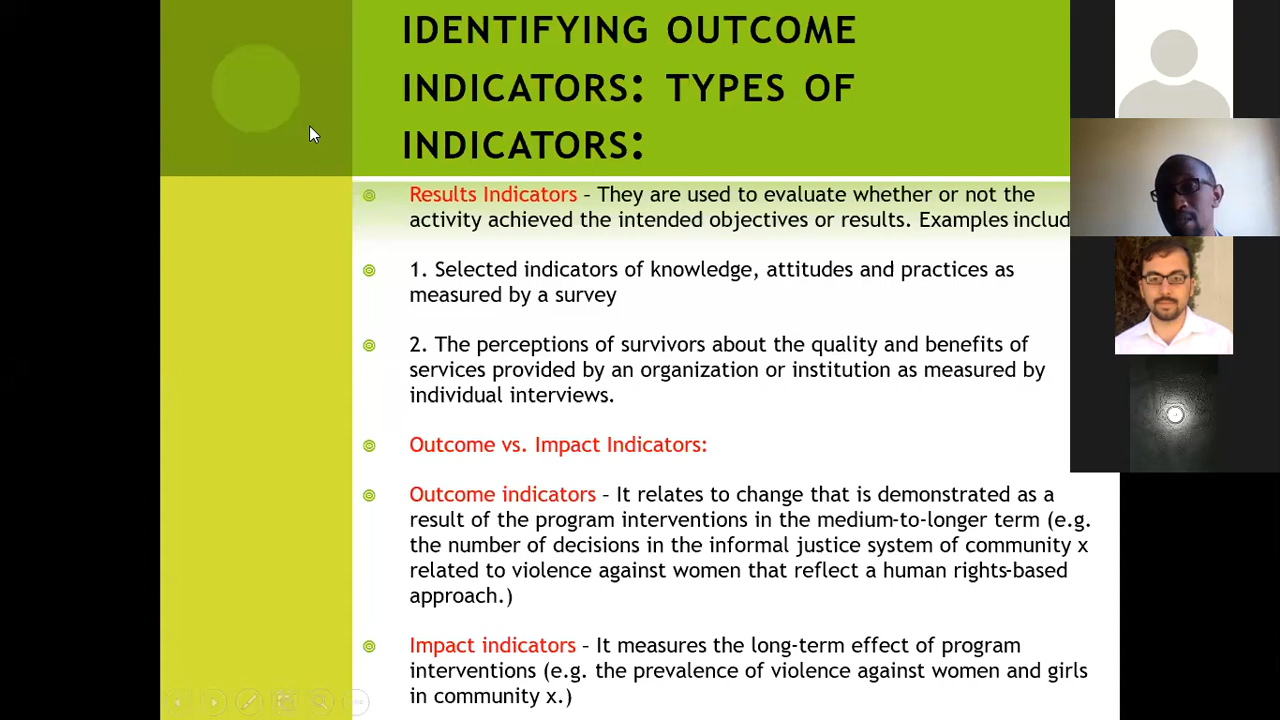 IDENTIFYING OUTCOME
INDICATORS: TYPES OF
INDICATORS:
Results Indicators – They are used to evaluate whether or not the
activity achieved the intended objectives or results. Examples includ
1. Selected indicators of knowledge, attitudes and practices as
measured by a survey
2. The perceptions of survivors about the quality and benefits of
services provided by an organization or institution as measured by
individual interviews.
Outcome vs. Impact Indicators:
Outcome indicators – It relates to change that is demonstrated as a
result of the program interventions in the medium-to-longer term (e.g.
the number of decisions in the informal justice system of community x
related to violence against women that reflect a human rights-based
approach.)
Impact indicators – It measures the long-term effect of program
interventions (e.g. the prevalence of violence against women and girls
in community x.)